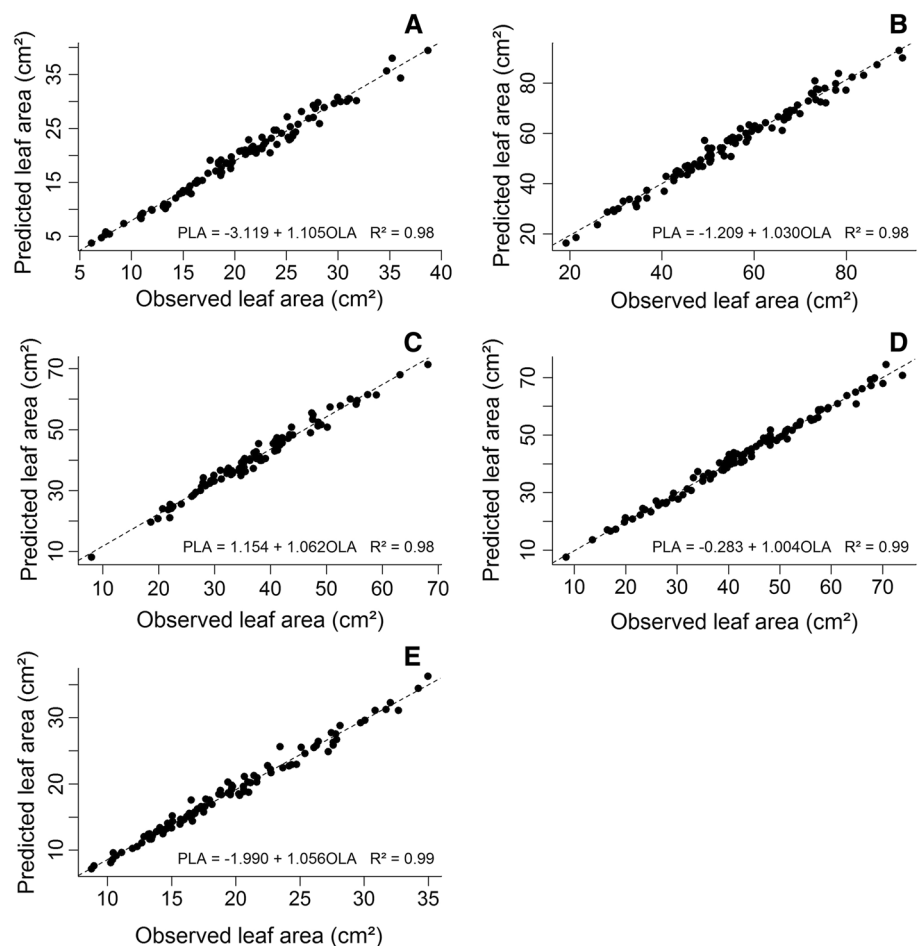 A
Predicted leaf area (cm²)
35
25
15
5
PLA = -3.119 + 1.105OLA R² = 0.98
5 10 15 20 25 30 35 40
Observed leaf area (cm²)
B
Predicted leaf area (cm²)
80
60
40
20
PLA = -1.209 + 1.030OLA R² = 0.98
20 40 60 80
Observed leaf area (cm²)
C
Predicted leaf area (cm²)
70
50
30
10
PLA = 1.154 + 1.062OLA R² = 0.98
10 20 30 40 50 60 70
Observed leaf area (cm²)
D
Predicted leaf area (cm²)
70
50
30
10
PLA = -0.283 + 1.004OLA R² = 0.99
10 20 30 40 50 60 70
Observed leaf area (cm²)
E
Predicted leaf area (cm²)
30
20
10
PLA = -1.990 + 1.056OLA R² = 0.99
10 15 20 25 30 35
Observed leaf area (cm²)